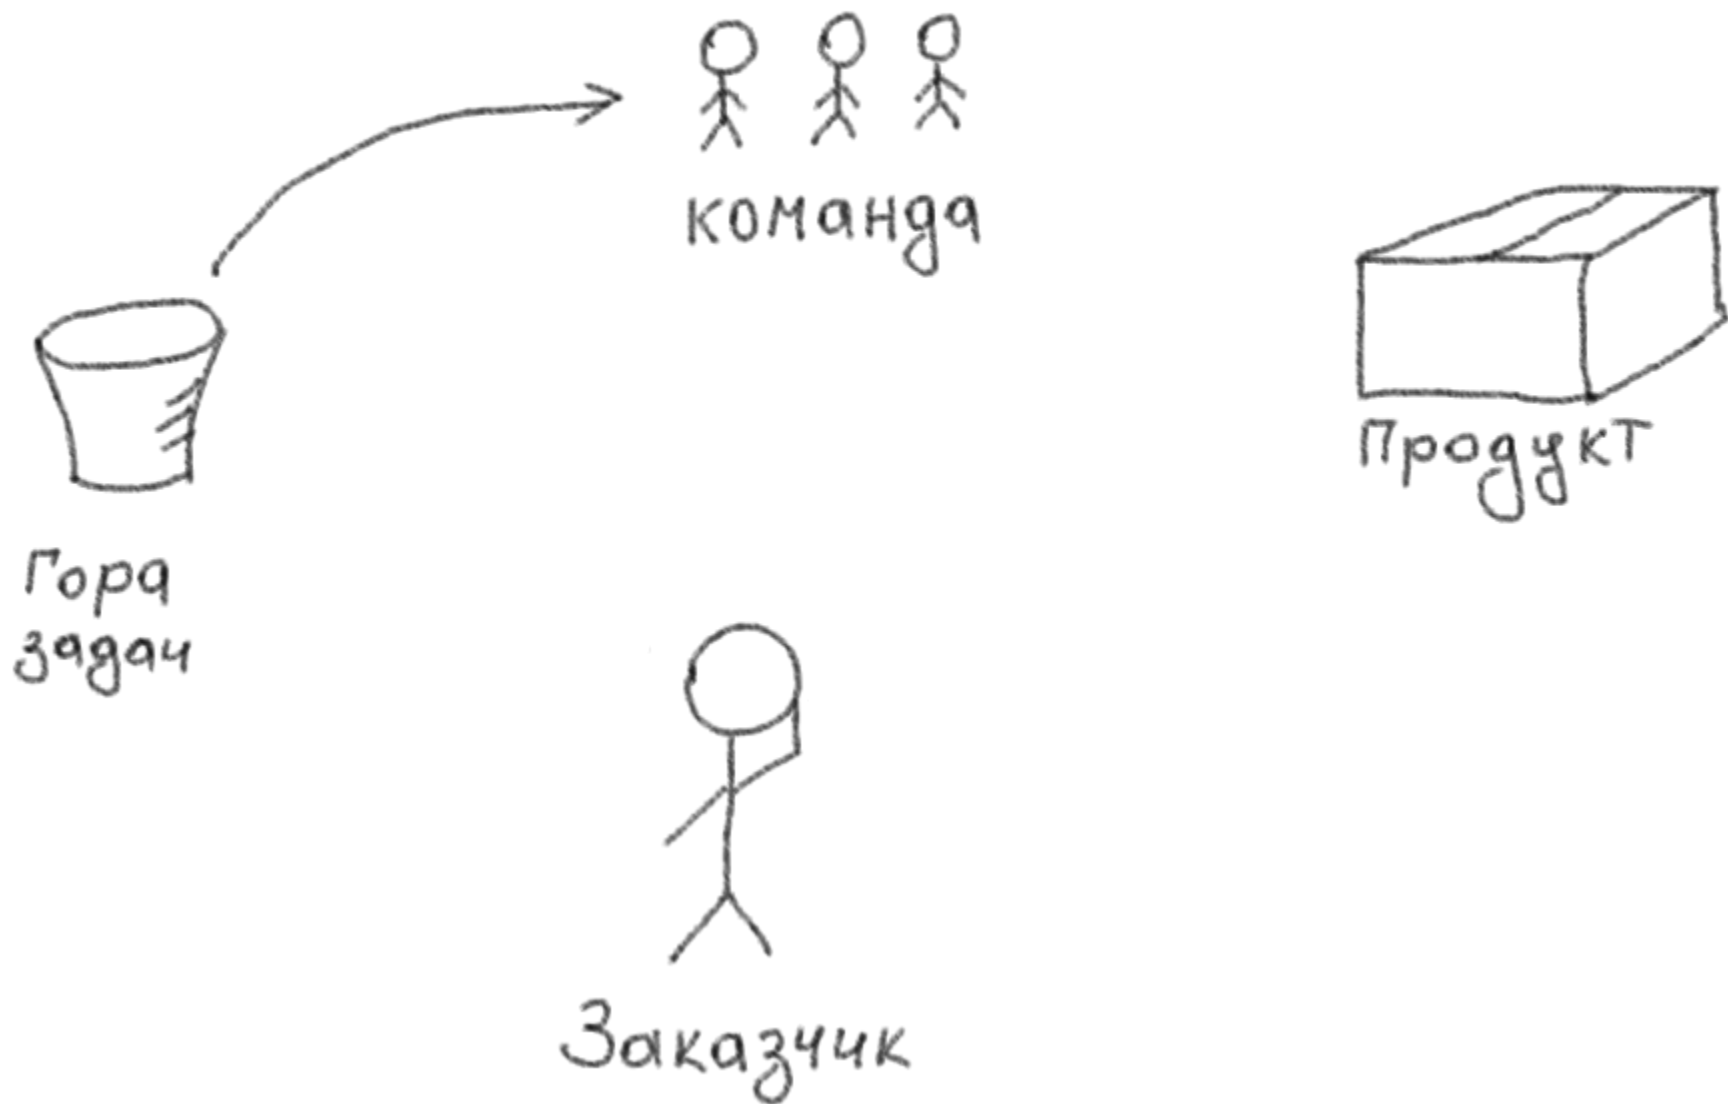 команда
Продукт
Гора
задач
Заказчик